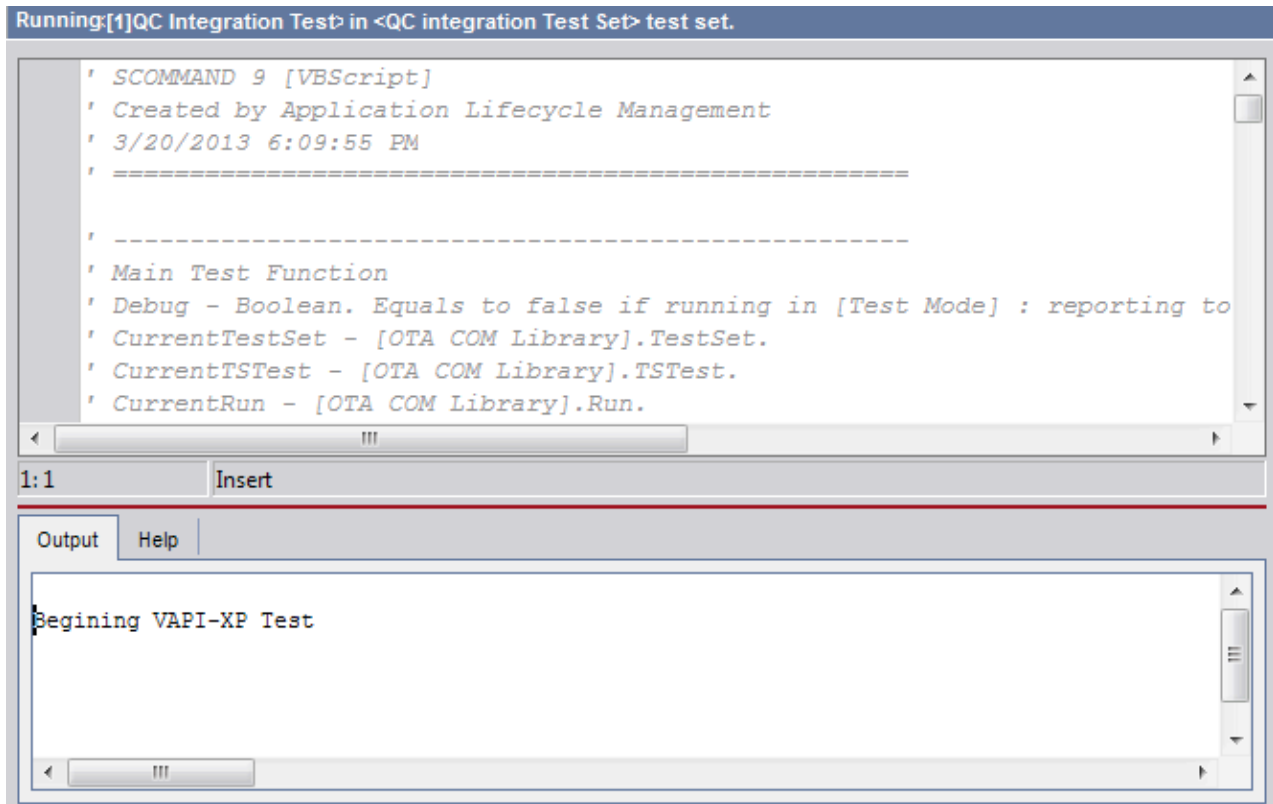 Running:[1]QC Integration Test> in <QC integration Test Set> test set.
' SCOMMAND 9 [VBScript]
' Created by Application Lifecycle Management
' 3/20/2013 6:09:55 PM
' ====================================================
' ----------------------------------------------------
' Main Test Function
' Debug - Boolean. Equals to false if running in [Test Mode] : reporting to
' CurrentTestSet - [OTA COM Library].TestSet.
' CurrentTSTest - [OTA COM Library].TSTest.
' CurrentRun - [OTA COM Library].Run.
1: 1 Insert
Output Help
Begining VAPI-XP Test